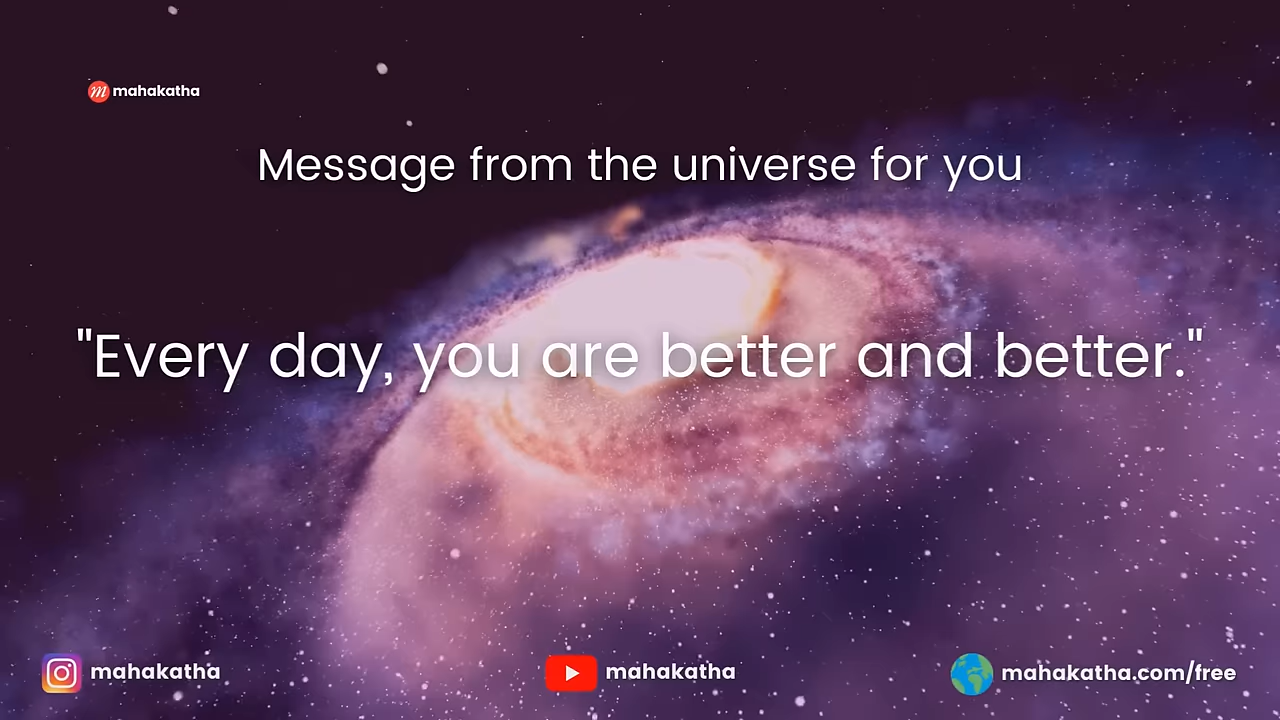 mahakatha
Message from the universe for you
"Every day, you are better and better."
mahakatha
mahakatha
mahakatha.com/free